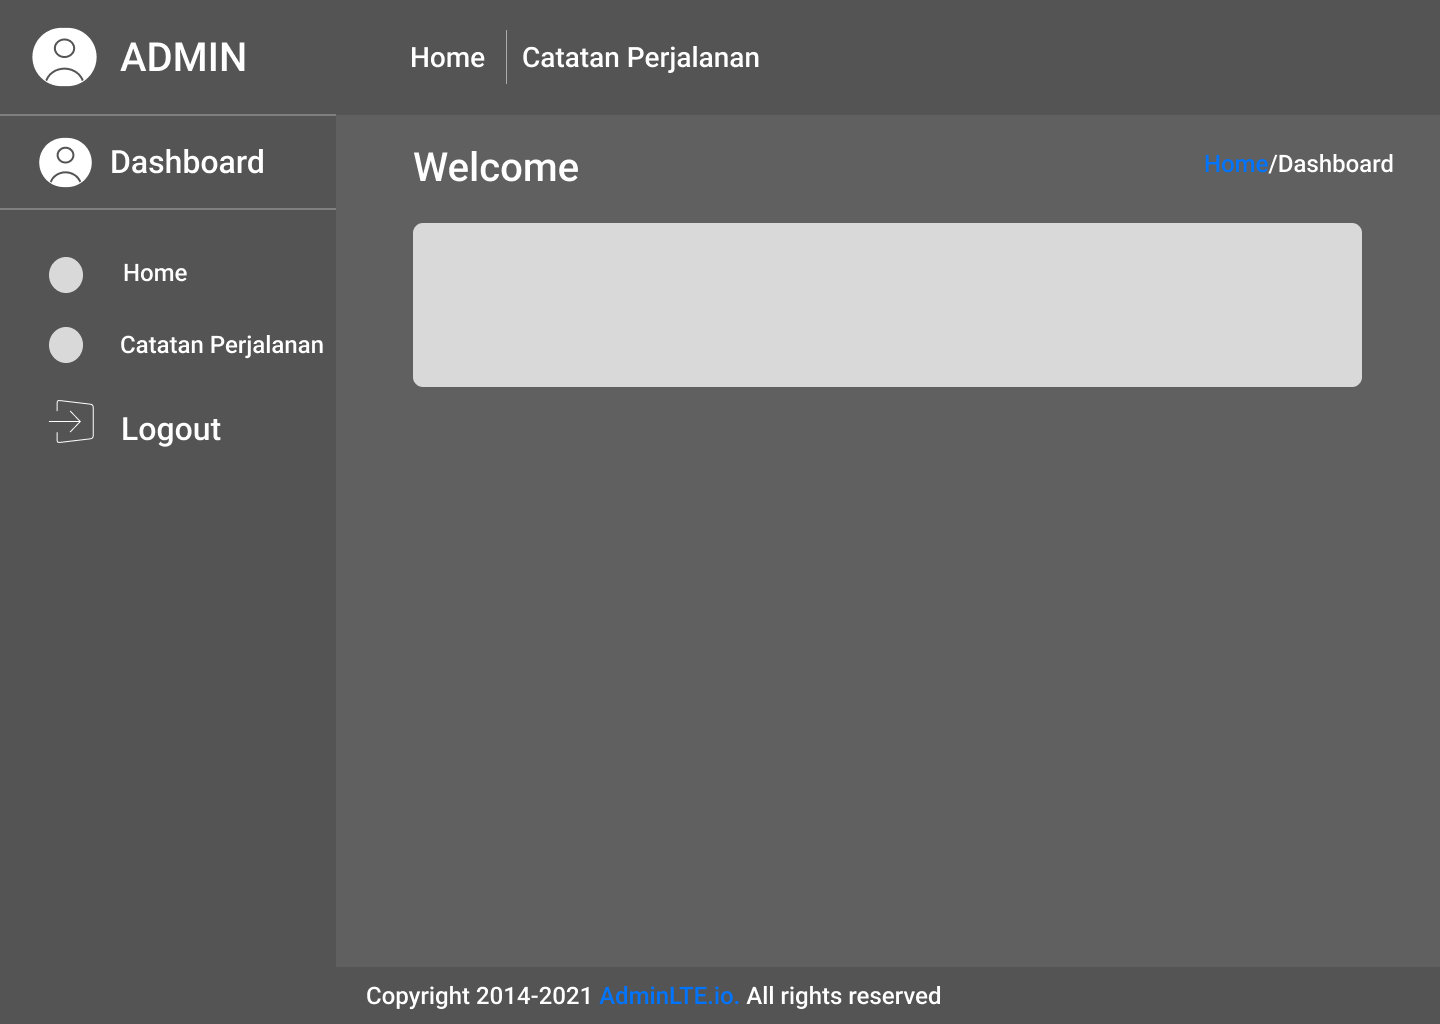 ADMIN
Home
Catatan Perjalanan
Dashboard
Welcome
Home/Dashboard
Home
Catatan Perjalanan
Logout
Copyright 2014-2021 AdminLTE.io. All rights reserved